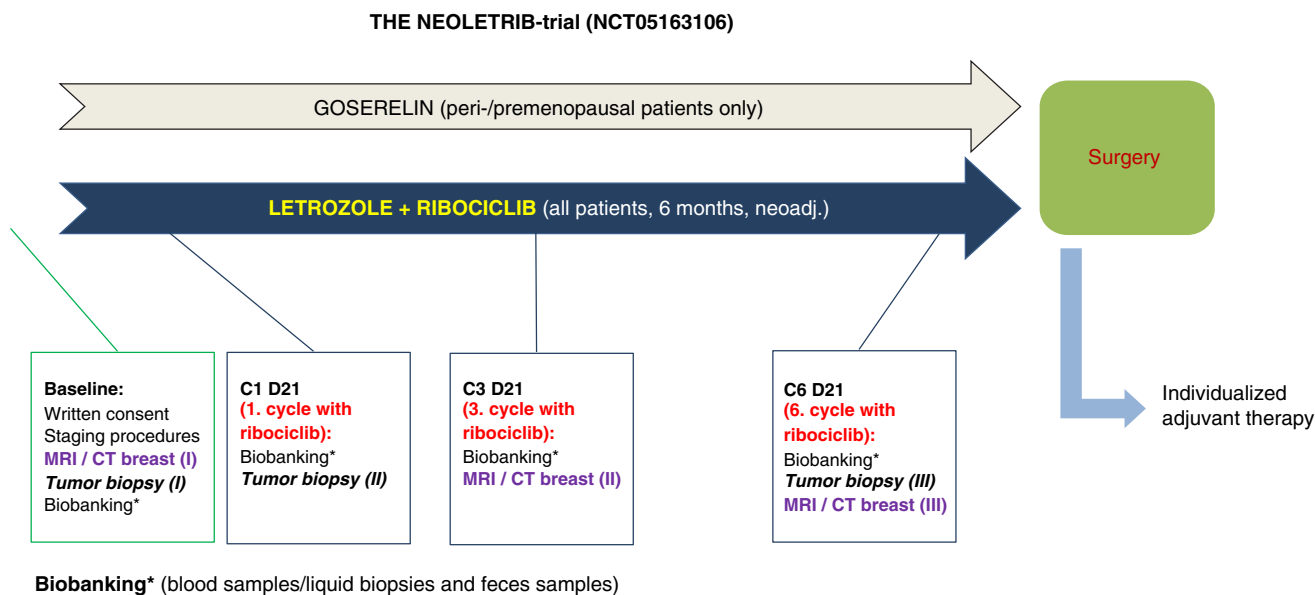 THE NEOLETRIB-trial (NCT05163106)
GOSERELIN (peri-/premenopausal patients only)
LETROZOLE + RIBOCICLIB (all patients, 6 months, neoadj.)
Surgery
Baseline:
Written consent
Staging procedures
MRI / CT breast (I)
Tumor biopsy (I)
Biobanking*
C1 D21
(1. cycle with
ribociclib):
Biobanking*
Tumor biopsy (II)
C3 D21
(3. cycle with
ribociclib):
Biobanking*
MRI / CT breast (II)
C6 D21
(6. cycle with
ribociclib):
Biobanking*
Tumor biopsy (III)
MRI / CT breast (III)
Individualized
adjuvant therapy
Biobanking* (blood samples/liquid biopsies and feces samples)